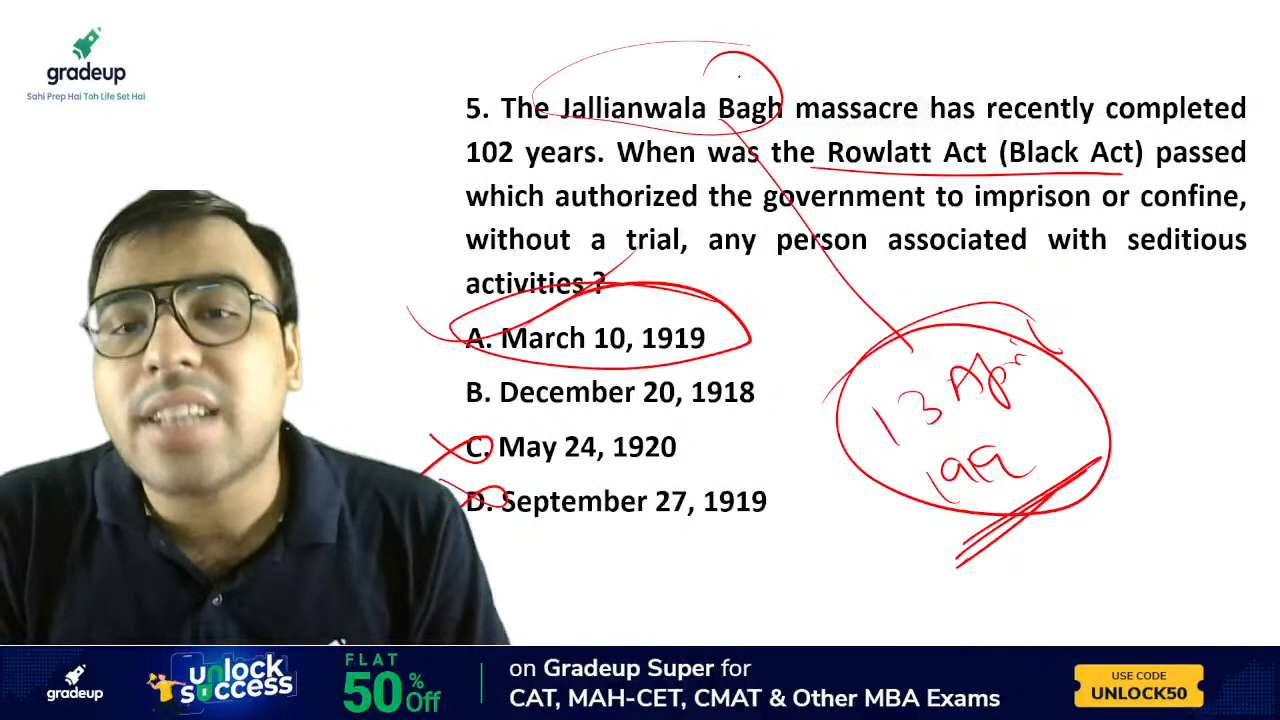 gradeup
Sahi Prep Hai Toh Life Set Hai
5. The Jallianwala Bagh massacre has recently completed
102 years. When was the Rowlatt Act (Black Act) passed
which authorized the government to imprison or confine,
without a trial, any person associated with seditious
activities ?
A. March 10, 1919
B. December 20, 1918
C. May 24, 1920
D. September 27, 1919
13 April
1919
gradeup
unlock
success
FLAT
50% Off
on Gradeup Super for
CAT, MAH-CET, CMAT & Other MBA Exams
USE CODE
UNLOCK50